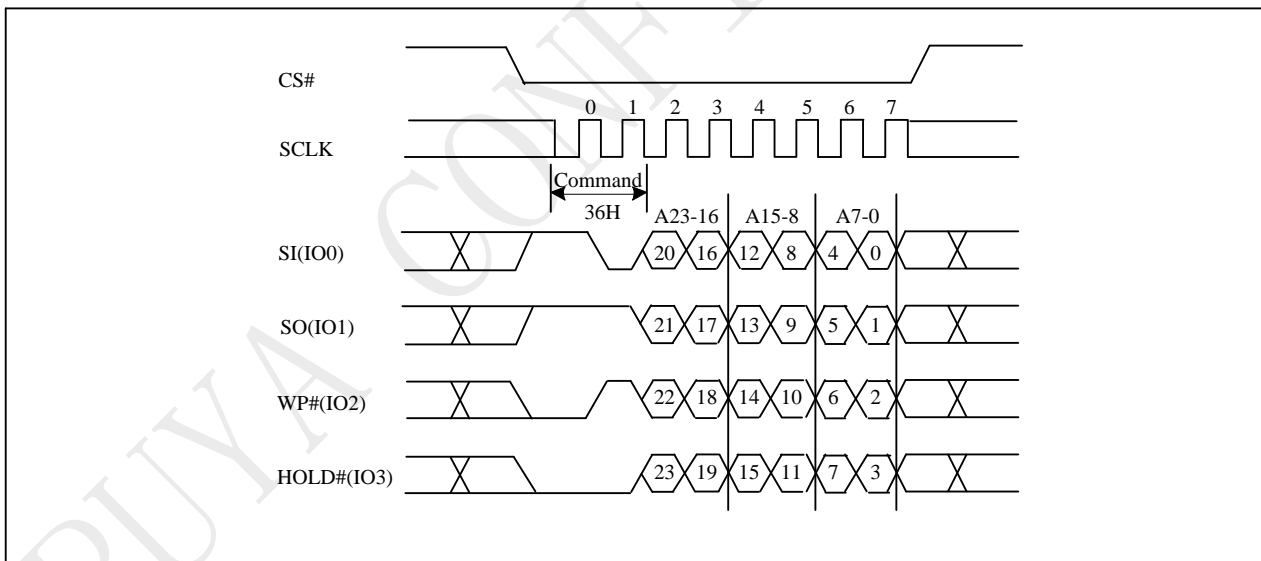 PUYA CONF
CS#
0 1 2 3 4 5 6 7
SCLK
Command
36H
A23-16 A15-8 A7-0
SI(IO0)
20 16 12 8 4 0
SO(IO1)
21 17 13 9 5 1
WP#(IO2)
22 18 14 10 6 2
HOLD#(IO3)
23 19 15 11 7 3